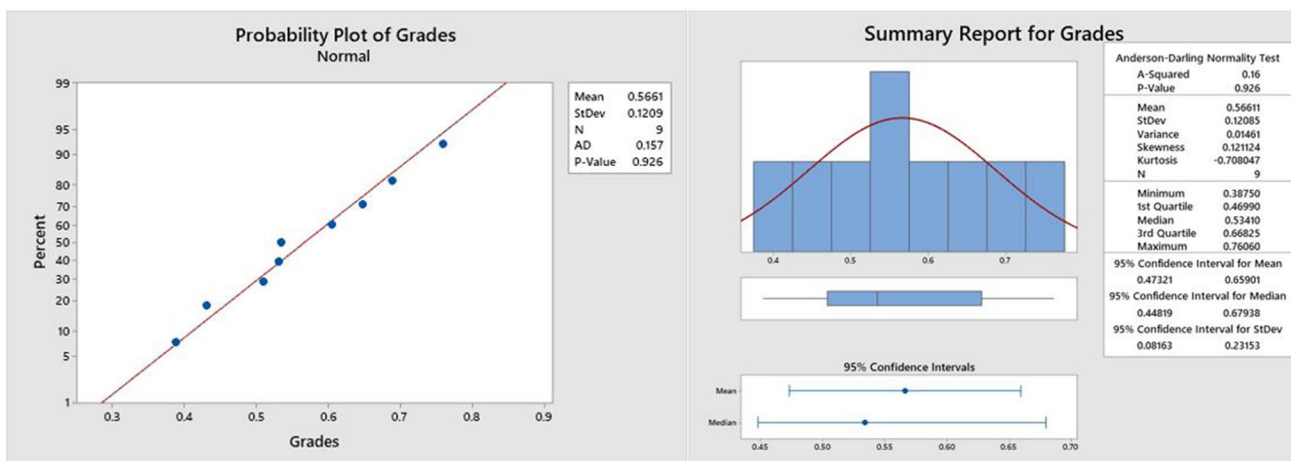 Probability Plot of Grades
Normal
99
95
90
80
70
60
50
40
30
20
10
5
1
Percent
0.3 0.4 0.5 0.6 0.7 0.8 0.9
Grades
Mean 0.5661
StDev 0.1209
N 9
AD 0.157
P-Value 0.926
Summary Report for Grades
0.4 0.5 0.6 0.7
95% Confidence Intervals
Mean
Median
0.45 0.50 0.55 0.60 0.65 0.70
Anderson-Darling Normality Test
A-Squared 0.16
P-Value 0.926
Mean 0.56611
StDev 0.12085
Variance 0.01461
Skewness 0.121124
Kurtosis -0.708047
N 9
Minimum 0.38750
1st Quartile 0.46990
Median 0.53410
3rd Quartile 0.66825
Maximum 0.76060
95% Confidence Interval for Mean
0.47321 0.65901
95% Confidence Interval for Median
0.44819 0.67938
95% Confidence Interval for StDev
0.08163 0.23153